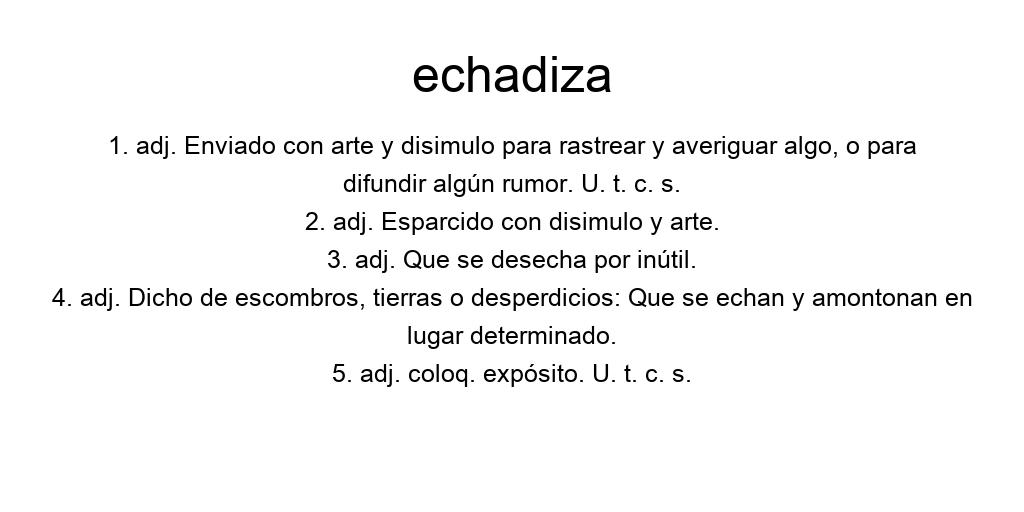 echadiza
1. adj. Enviado con arte y disimulo para rastrear y averiguar algo, o para
difundir algún rumor. U. t. c. s.
2. adj. Esparcido con disimulo y arte.
3. adj. Que se desecha por inútil.
4. adj. Dicho de escombros, tierras o desperdicios: Que se echan y amontonan en
lugar determinado.
5. adj. coloq. expósito. U. t. c. s.